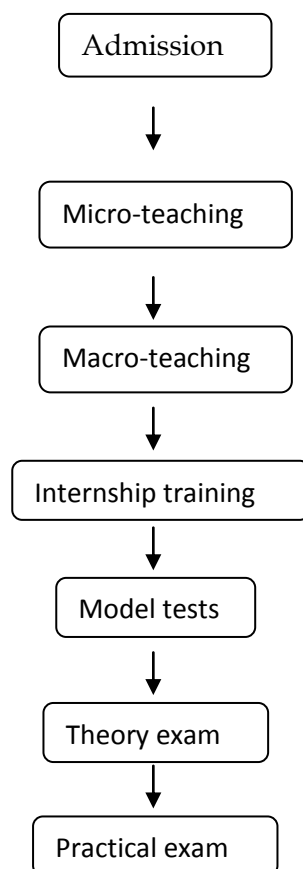 Admission
Micro-teaching
Macro-teaching
Internship training
Model tests
Theory exam
Practical exam